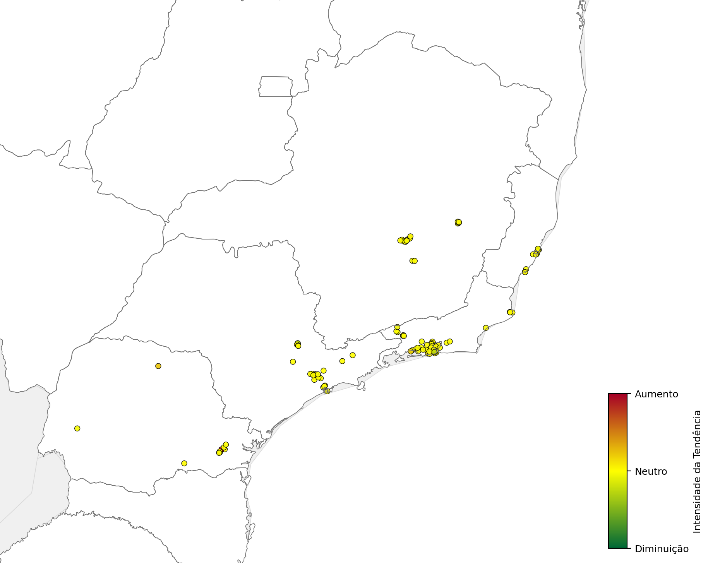 Aumento
Neutro
Diminuição
Intensidade da Tendência